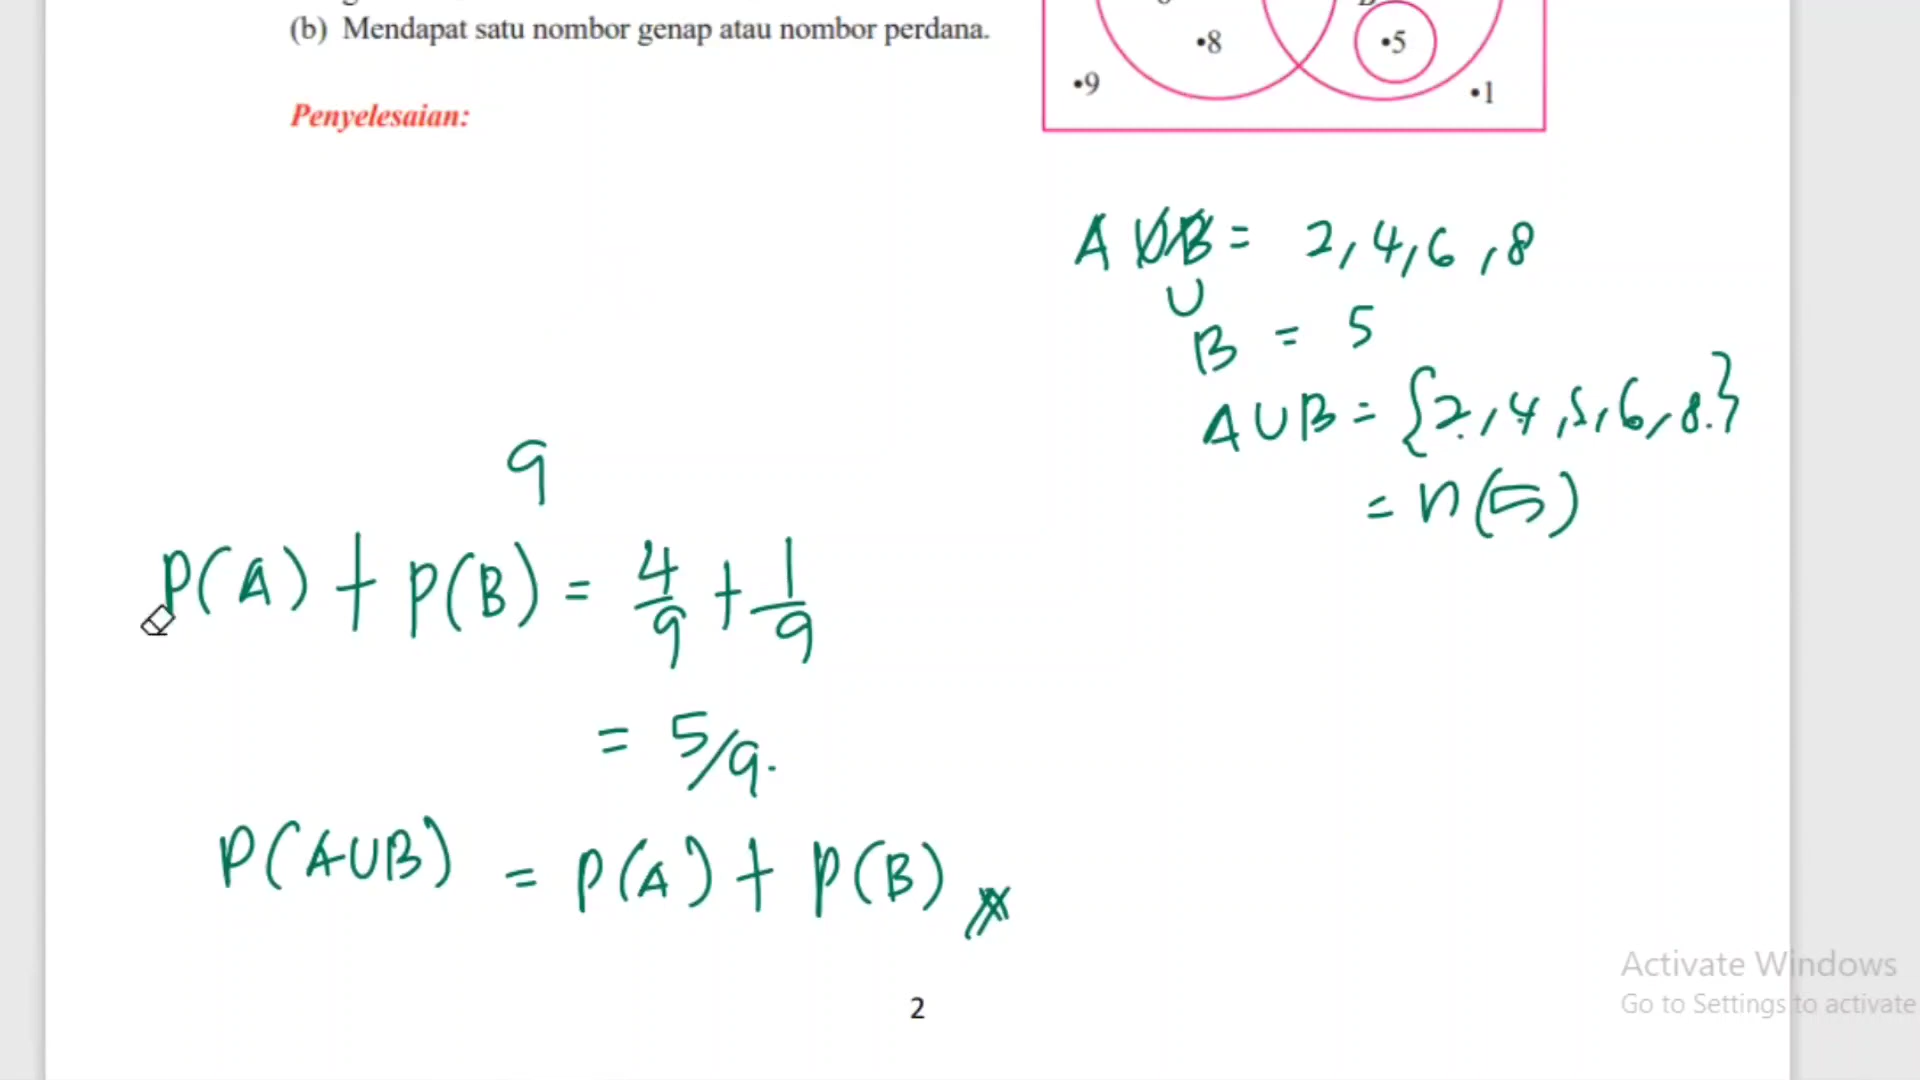 (b) Mendapat satu nombor genap atau nombor perdana.
•8
•5
•9
•1
Penyelesaian:
A = 2, 4, 6, 8
U
B = 5
A U B = {2, 4, 5, 6, 8.}
= n(5)
9
P(A) + P(B) = 4/9 + 1/9
= 5/9.
P(AUB) = P(A) + P(B)
2
Activate Windows
Go to Settings to activate